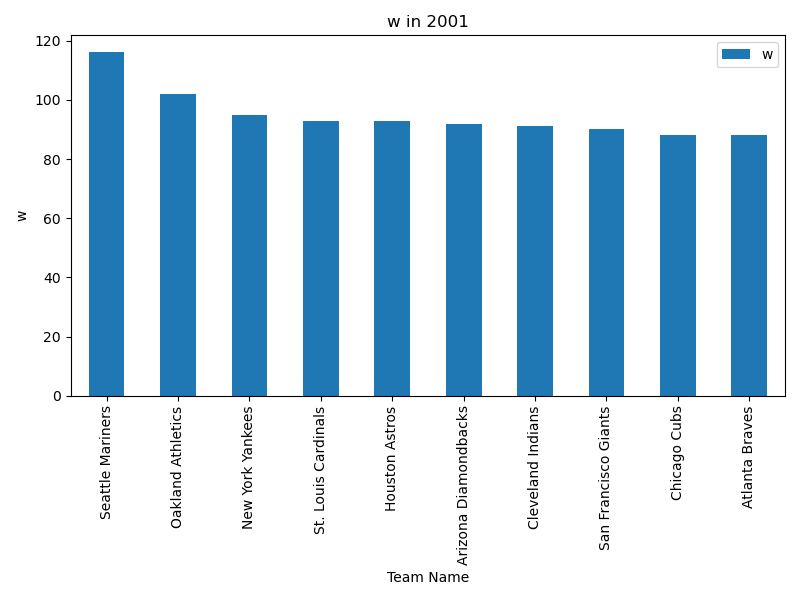 w in 2001
w
120
100
80
60
40
20
0
w
Seattle Mariners
Oakland Athletics
New York Yankees
St. Louis Cardinals
Houston Astros
Arizona Diamondbacks
Cleveland Indians
San Francisco Giants
Chicago Cubs
Atlanta Braves
Team Name